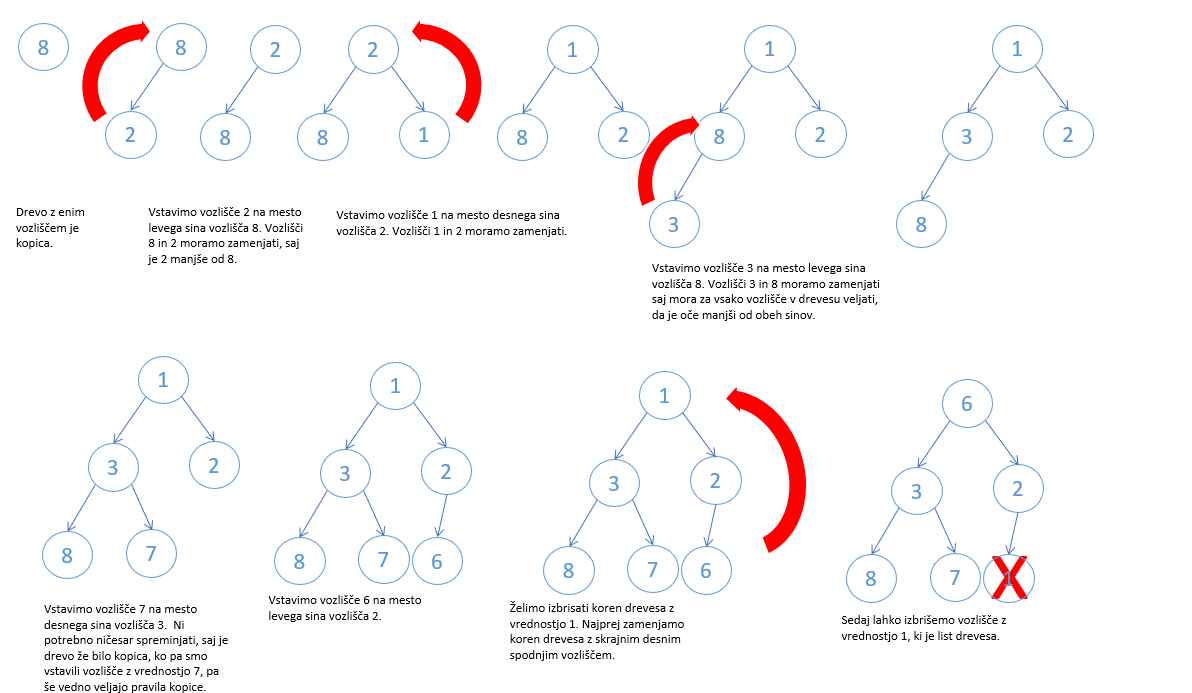 8
8
2
2
8
2
8
1
1
8
2
1
8
2
3
1
3
2
8
Drevo z enim
vozliščem je
kopica.
Vstavimo vozlišče 2 na mesto
levega sina vozlišča 8. Vozlišči
8 in 2 moramo zamenjati, saj
je 2 manjše od 8.
Vstavimo vozlišče 1 na mesto desnega sina
vozlišča 2. Vozlišči 1 in 2 moramo zamenjati.
Vstavimo vozlišče 3 na mesto levega sina
vozlišča 8. Vozlišči 3 in 8 moramo zamenjati
saj mora za vsako vozlišče v drevesu veljati,
da je oče manjši od obeh sinov.
1
3
2
8
7
1
3
2
8
7
6
1
3
2
8
7
6
6
3
2
8
7
1
Vstavimo vozlišče 7 na mesto
desnega sina vozlišča 3. Ni
potrebno ničesar spreminjati, saj je
drevo že bilo kopica, ko pa smo
vstavili vozlišče z vrednostjo 7, pa
še vedno veljajo pravila kopice.
Vstavimo vozlišče 6 na mesto
levega sina vozlišča 2.
Želimo izbrisati koren drevesa z
vrednostjo 1. Najprej zamenjamo
koren drevesa z skrajnim desnim
spodnjim vozliščem.
Sedaj lahko izbrišemo vozlišče z
vrednostjo 1, ki je list drevesa.